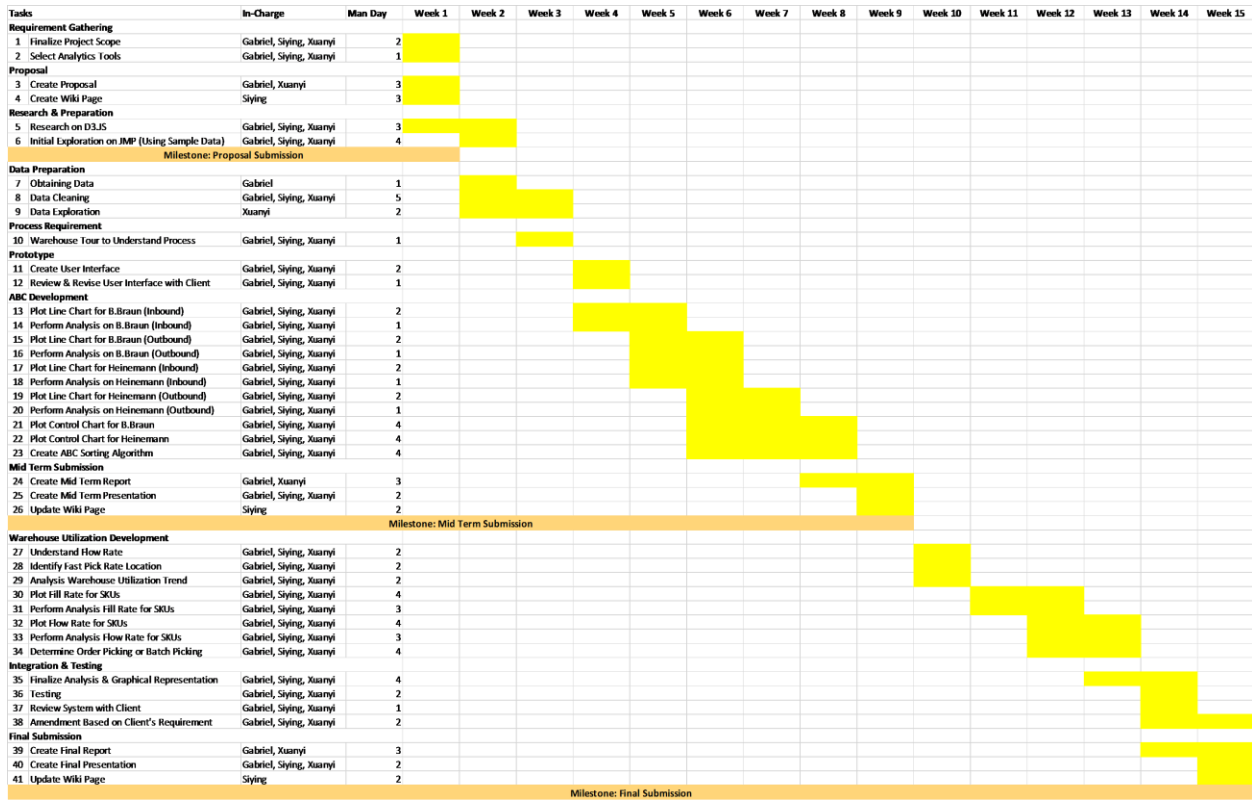 Tasks In-Charge Man Day Week 1 Week 2 Week 3 Week 4 Week 5 Week 6 Week 7 Week 8 Week 9 Week 10 Week 11 Week 12 Week 13 Week 14 Week 15
Requirement Gathering
1 Finalize Project Scope Gabriel, Siying, Xuanyi 2
2 Select Analytics Tools Gabriel, Siying, Xuanyi 1
Proposal
3 Create Proposal Gabriel, Xuanyi 3
4 Create Wiki Page Siying 3
Research & Preparation
5 Research on D3.JS Gabriel, Siying, Xuanyi 3
6 Initial Exploration on JMP (Using Sample Data) Gabriel, Siying, Xuanyi 4
Milestone: Proposal Submission
Data Preparation
7 Obtaining Data Gabriel 1
8 Data Cleaning Gabriel, Siying, Xuanyi 5
9 Data Exploration Xuanyi 2
Process Requirement
10 Warehouse Tour to Understand Process Gabriel, Siying, Xuanyi 1
Prototype
11 Create User Interface Gabriel, Siying, Xuanyi 2
12 Review & Revise User Interface with Client Gabriel, Siying, Xuanyi 1
ABC Development
13 Plot Line Chart for B.Braun (Inbound) Gabriel, Siying, Xuanyi 2
14 Perform Analysis on B.Braun (Inbound) Gabriel, Siying, Xuanyi 1
15 Plot Line Chart for B.Braun (Outbound) Gabriel, Siying, Xuanyi 2
16 Perform Analysis on B.Braun (Outbound) Gabriel, Siying, Xuanyi 1
17 Plot Line Chart for Heinemann (Inbound) Gabriel, Siying, Xuanyi 2
18 Perform Analysis on Heinemann (Inbound) Gabriel, Siying, Xuanyi 1
19 Plot Line Chart for Heinemann (Outbound) Gabriel, Siying, Xuanyi 2
20 Perform Analysis on Heinemann (Outbound) Gabriel, Siying, Xuanyi 1
21 Plot Control Chart for B.Braun Gabriel, Siying, Xuanyi 4
22 Plot Control Chart for Heinemann Gabriel, Siying, Xuanyi 4
23 Create ABC Sorting Algorithm Gabriel, Siying, Xuanyi 4
Mid Term Submission
24 Create Mid Term Report Gabriel, Xuanyi 3
25 Create Mid Term Presentation Gabriel, Siying, Xuanyi 2
26 Update Wiki Page Siying 2
Milestone: Mid Term Submission
Warehouse Utilization Development
27 Understand Flow Rate Gabriel, Siying, Xuanyi 2
28 Identify Fast Pick Rate Location Gabriel, Siying, Xuanyi 2
29 Analysis Warehouse Utilization Trend Gabriel, Siying, Xuanyi 2
30 Plot Fill Rate for SKUs Gabriel, Siying, Xuanyi 4
31 Perform Analysis Fill Rate for SKUs Gabriel, Siying, Xuanyi 3
32 Plot Flow Rate for SKUs Gabriel, Siying, Xuanyi 4
33 Perform Analysis Flow Rate for SKUs Gabriel, Siying, Xuanyi 3
34 Determine Order Picking or Batch Picking Gabriel, Siying, Xuanyi 4
Integration & Testing
35 Finalize Analysis & Graphical Representation Gabriel, Siying, Xuanyi 4
36 Testing Gabriel, Siying, Xuanyi 2
37 Review System with Client Gabriel, Siying, Xuanyi 1
38 Amendment Based on Client's Requirement Gabriel, Siying, Xuanyi 2
Final Submission
39 Create Final Report Gabriel, Xuanyi 3
40 Create Final Presentation Gabriel, Siying, Xuanyi 2
41 Update Wiki Page Siying 2
Milestone: Final Submission